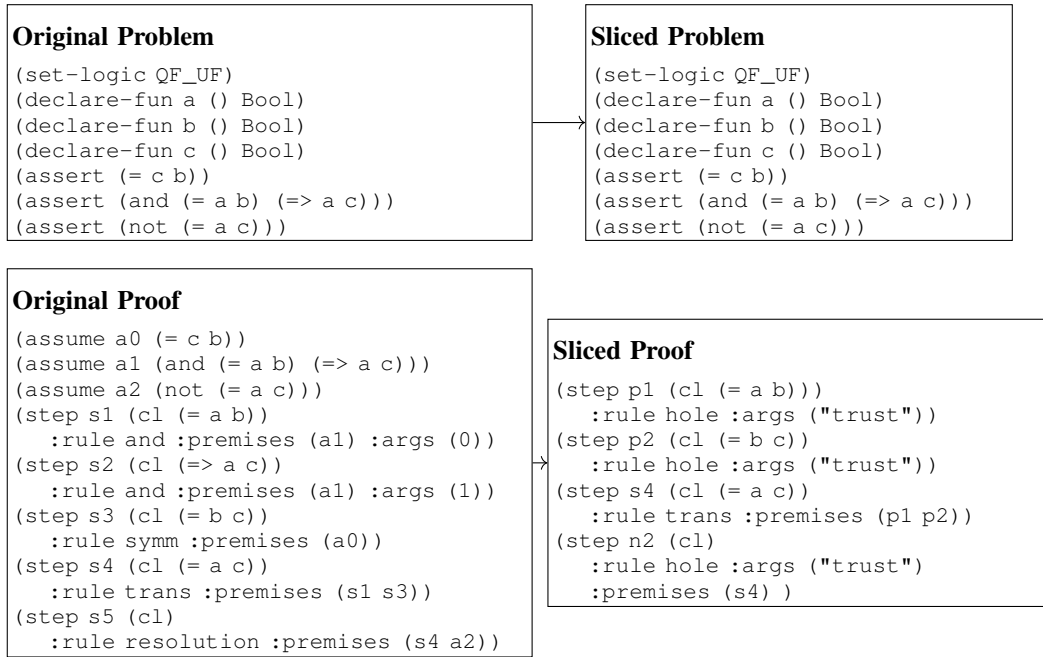 Original Problem
(set-logic QF_UF)
(declare-fun a () Bool)
(declare-fun b () Bool)
(declare-fun c () Bool)
(assert (= c b))
(assert (and (= a b) (=> a c)))
(assert (not (= a c)))
Sliced Problem
(set-logic QF_UF)
(declare-fun a () Bool)
(declare-fun b () Bool)
(declare-fun c () Bool)
(assert (= c b))
(assert (and (= a b) (=> a c)))
(assert (not (= a c)))
Original Proof
(assume a0 (= c b))
(assume a1 (and (= a b) (=> a c)))
(assume a2 (not (= a c)))
(step s1 (cl (= a b))
:rule and :premises (a1) :args (0))
(step s2 (cl (=> a c))
:rule and :premises (a1) :args (1))
(step s3 (cl (= b c))
:rule symm :premises (a0))
(step s4 (cl (= a c))
:rule trans :premises (s1 s3))
(step s5 (cl)
:rule resolution :premises (s4 a2))
Sliced Proof
(step p1 (cl (= a b)))
:rule hole :args ("trust"))
(step p2 (cl (= b c))
:rule hole :args ("trust"))
(step s4 (cl (= a c))
:rule trans :premises (p1 p2))
(step n2 (cl)
:rule hole :args ("trust")
:premises (s4) )